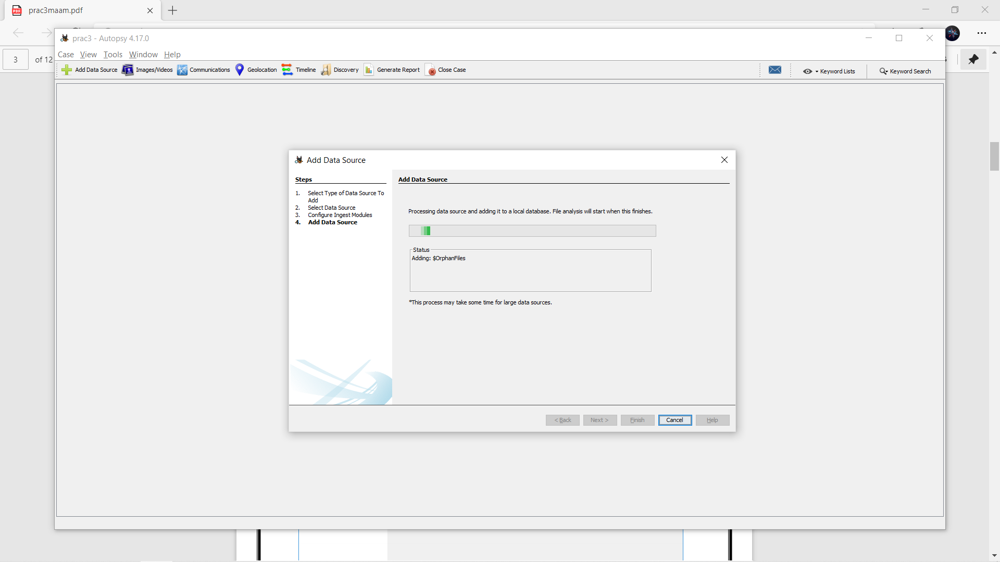 prac3maam.pdf
3 of 12
prac3 - Autopsy 4.17.0
Case View Tools Window Help
Add Data Source Images/Videos Communications Geolocation Timeline Discovery Generate Report Close Case Keyword Lists Keyword Search
Add Data Source
Steps
1. Select Type of Data Source To
Add
2. Select Data Source
3. Configure Ingest Modules
4. Add Data Source
Add Data Source
Processing data source and adding it to a local database. File analysis will start when this finishes.
Status
Adding: $OrphanFiles
*This process may take some time for large data sources.
< Back Next > Finish Cancel Help